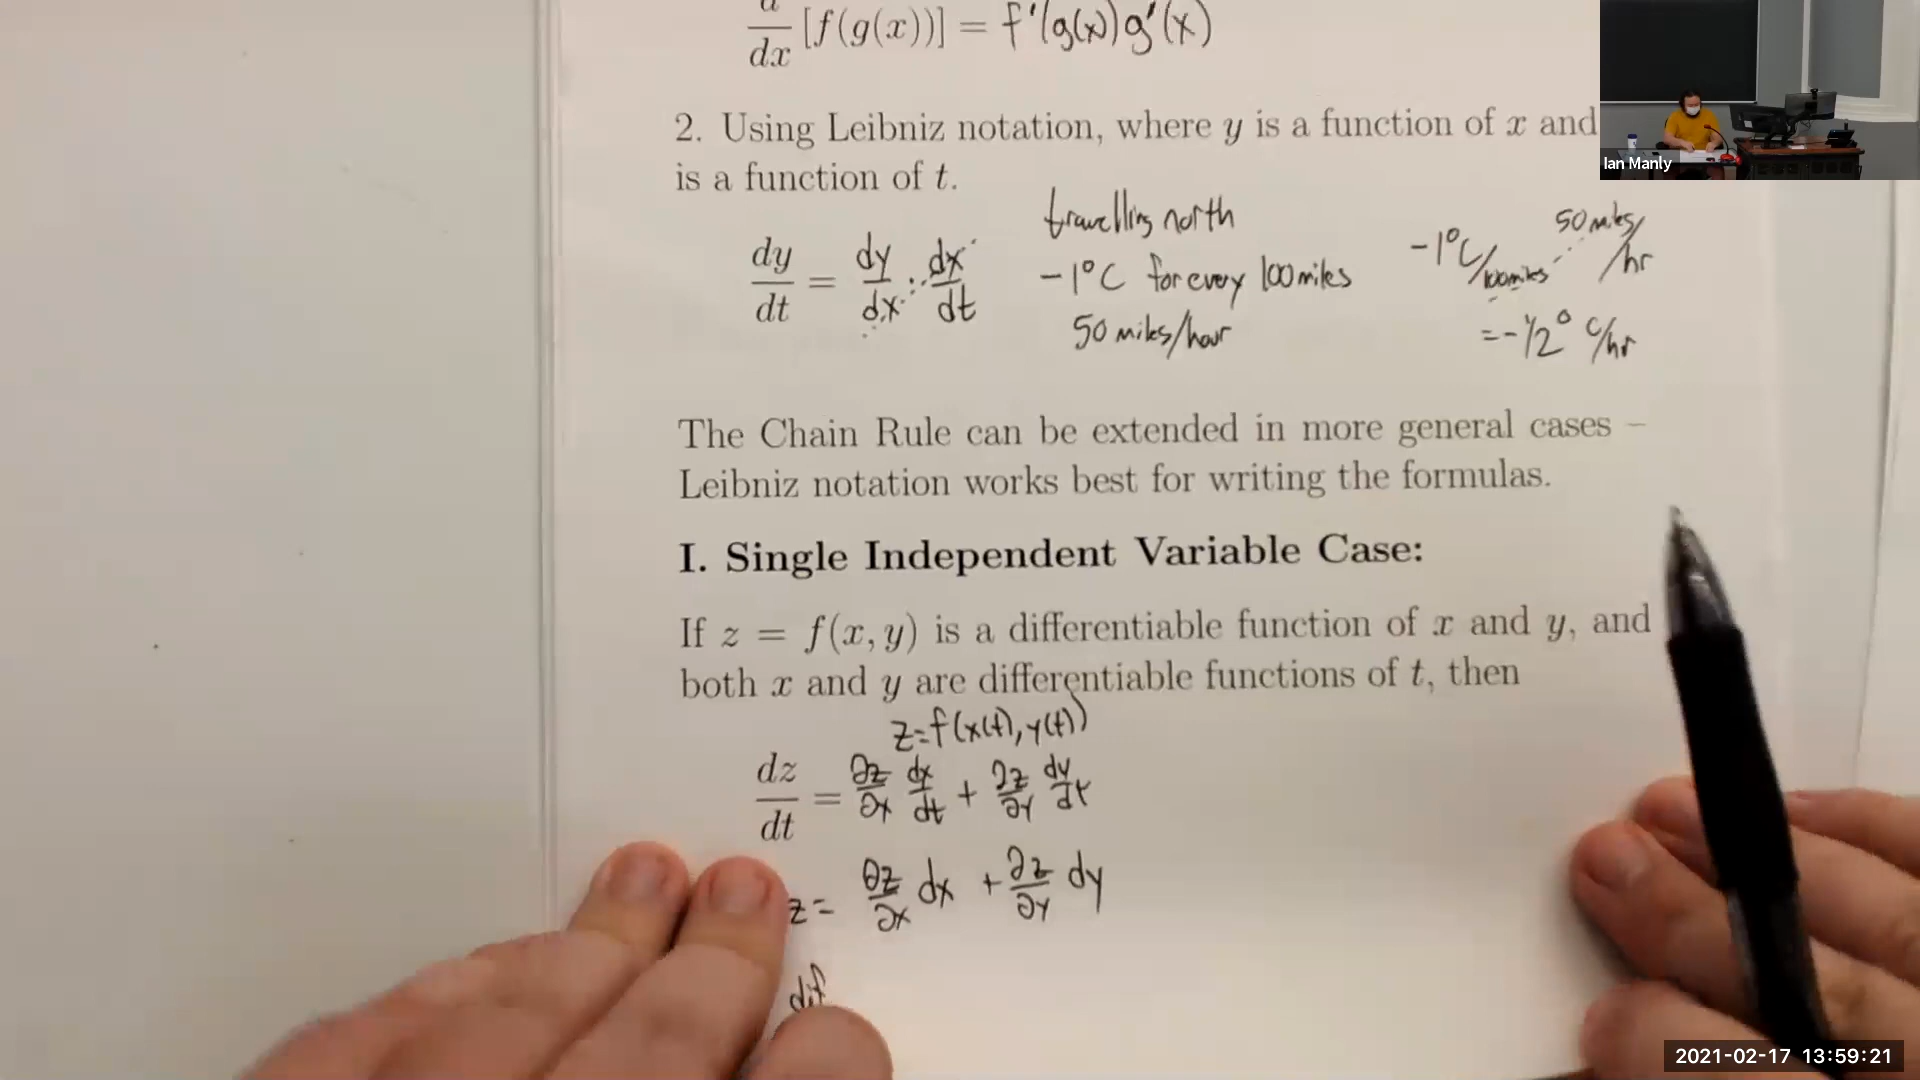 d/dx [f(g(x))] = f'(g(x))g'(x)
2. Using Leibniz notation, where y is a function of x and
is a function of t.
dy/dt = dy/dx · dx/dt
travelling north
-1°C for every 100 miles
50 miles/hour
-1°C/100miles · 50 miles/hr
= -1/2° C/hr
The Chain Rule can be extended in more general cases –
Leibniz notation works best for writing the formulas.
I. Single Independent Variable Case:
If z = f(x, y) is a differentiable function of x and y, and
both x and y are differentiable functions of t, then
z=f(x(t), y(t))
dz/dt = ∂z/∂x dx/dt + ∂z/∂y dy/dt
z = ∂z/∂x dx + ∂z/∂y dy
dif
Ian Manly
2021-02-17 13:59:21